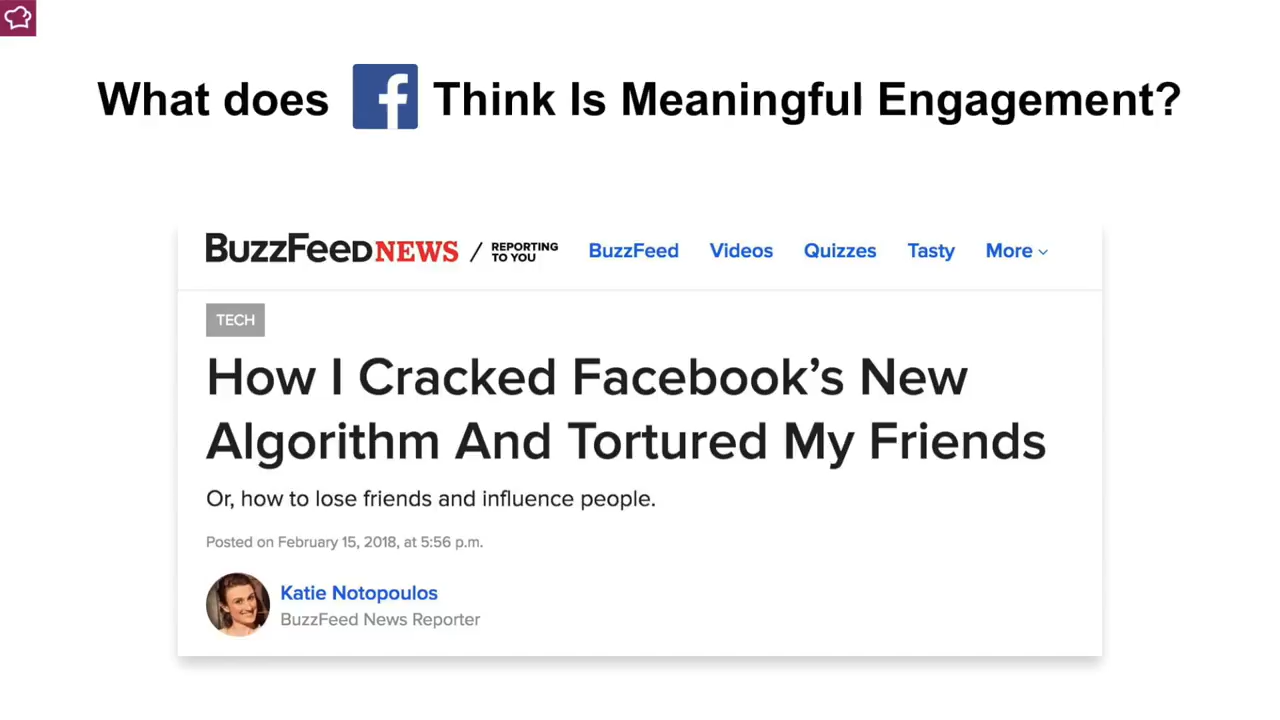 What does f Think Is Meaningful Engagement?
BuzzFeed NEWS / REPORTING TO YOU BuzzFeed Videos Quizzes Tasty More
TECH
How I Cracked Facebook’s New
Algorithm And Tortured My Friends
Or, how to lose friends and influence people.
Posted on February 15, 2018, at 5:56 p.m.
Katie Notopoulos
BuzzFeed News Reporter